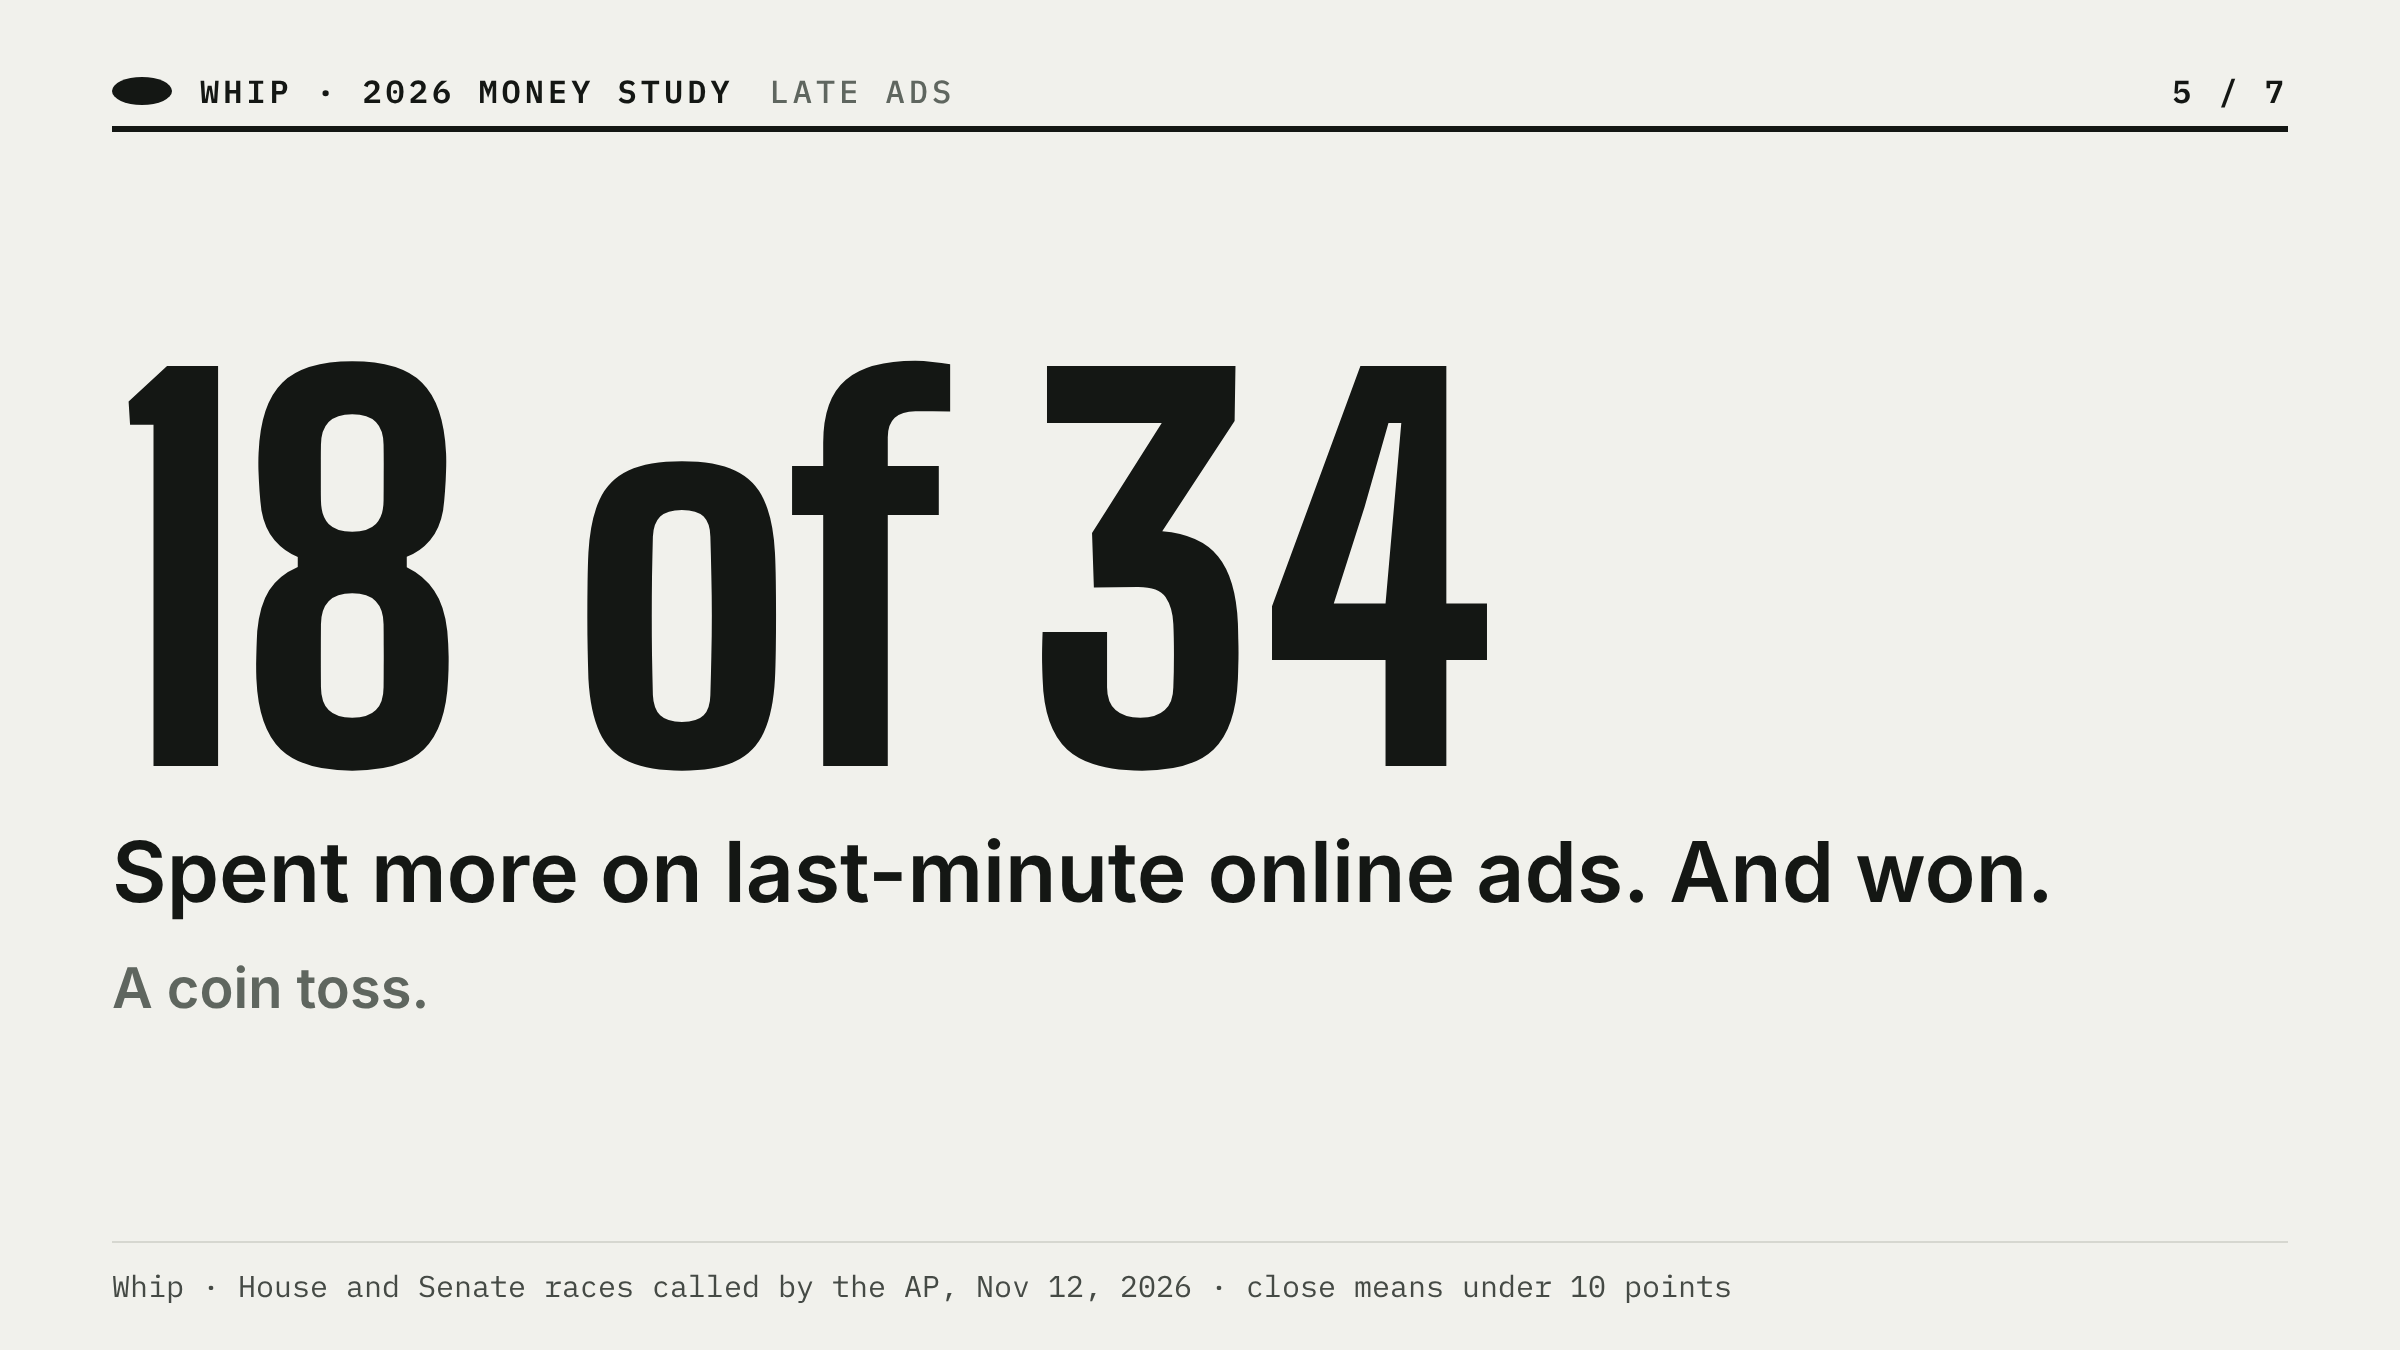 WHIP · 2026 MONEY STUDY LATE ADS 5 / 7
18 of 34
Spent more on last-minute online ads. And won.
A coin toss.
Whip · House and Senate races called by the AP, Nov 12, 2026 · close means under 10 points